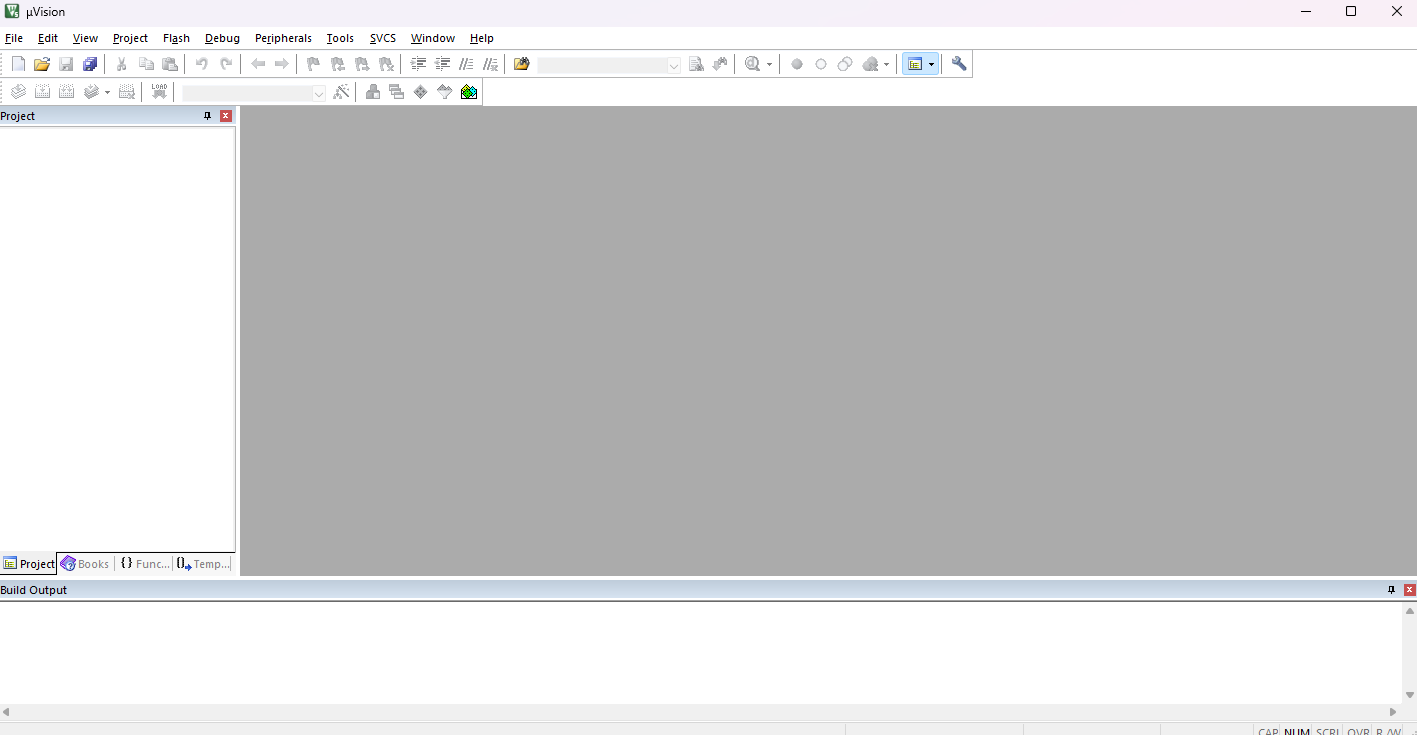 µVision
File Edit View Project Flash Debug Peripherals Tools SVCS Window Help
LOAD
Project
Project Books {} Func... Temp...
Build Output
CAP NUM SCRL OVR R/W